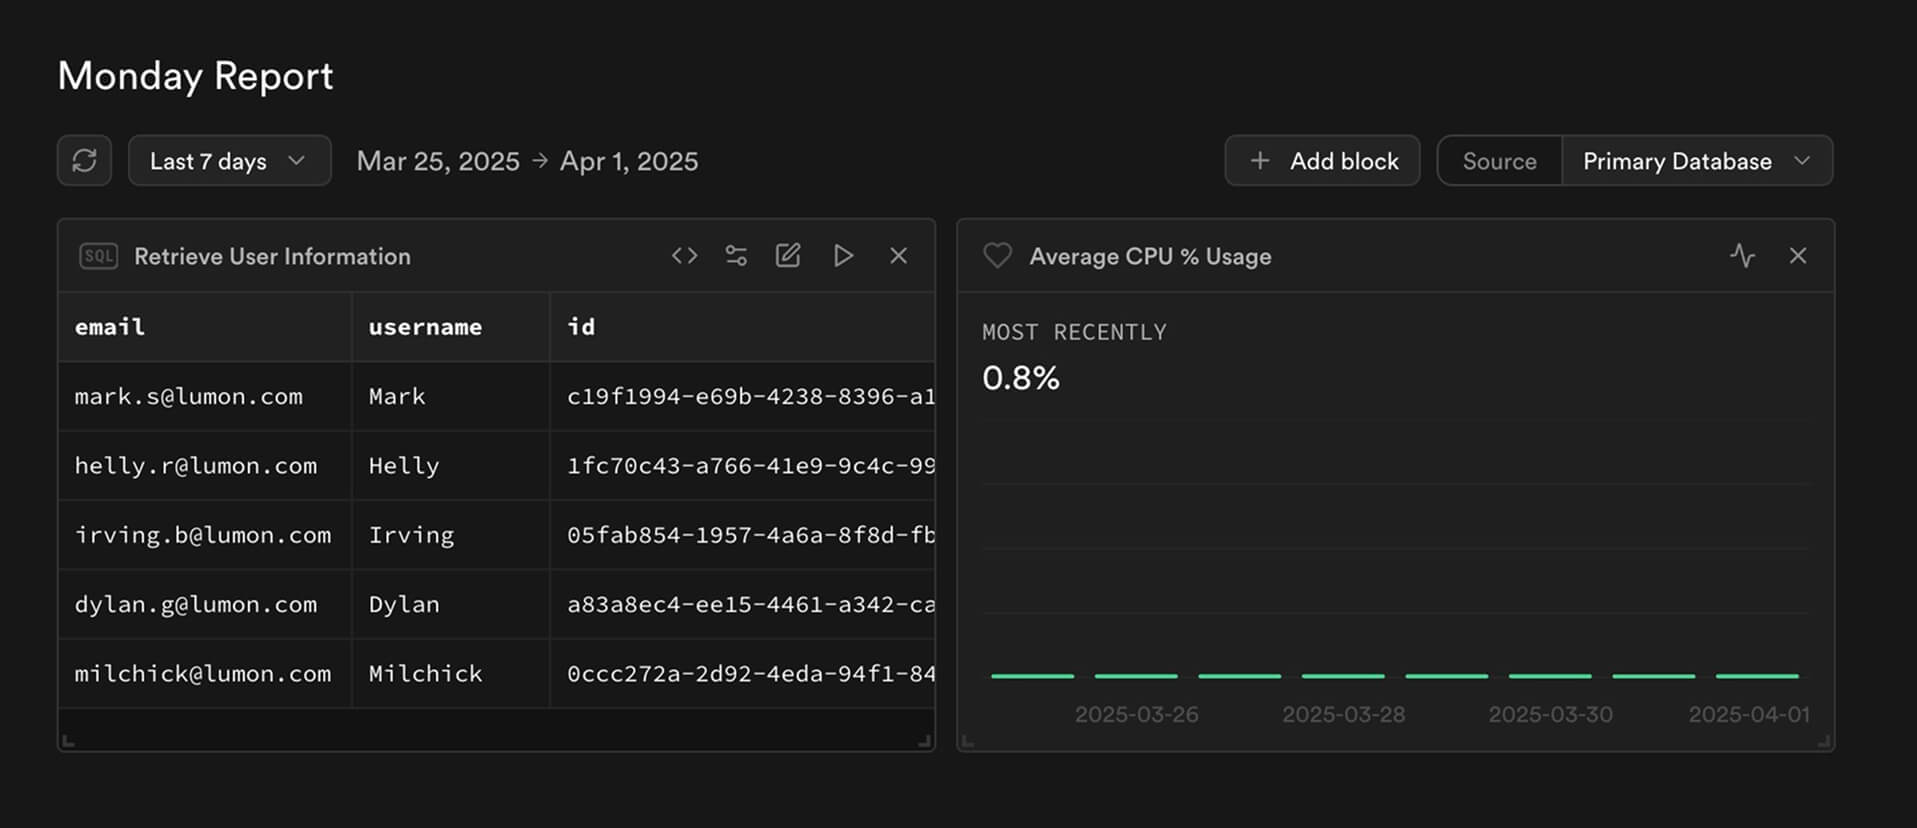 Monday Report
Last 7 days
Mar 25, 2025 → Apr 1, 2025
Add block
Source
Primary Database
SQL
Retrieve User Information
email username id
mark.s@lumon.com Mark c19f1994-e69b-4238-8396-a1
helly.r@lumon.com Helly 1fc70c43-a766-41e9-9c4c-99
irving.b@lumon.com Irving 05fab854-1957-4a6a-8f8d-fb
dylan.g@lumon.com Dylan a83a8ec4-ee15-4461-a342-ca
milchick@lumon.com Milchick 0ccc272a-2d92-4eda-94f1-84
Average CPU % Usage
MOST RECENTLY
0.8%
2025-03-26 2025-03-28 2025-03-30 2025-04-01